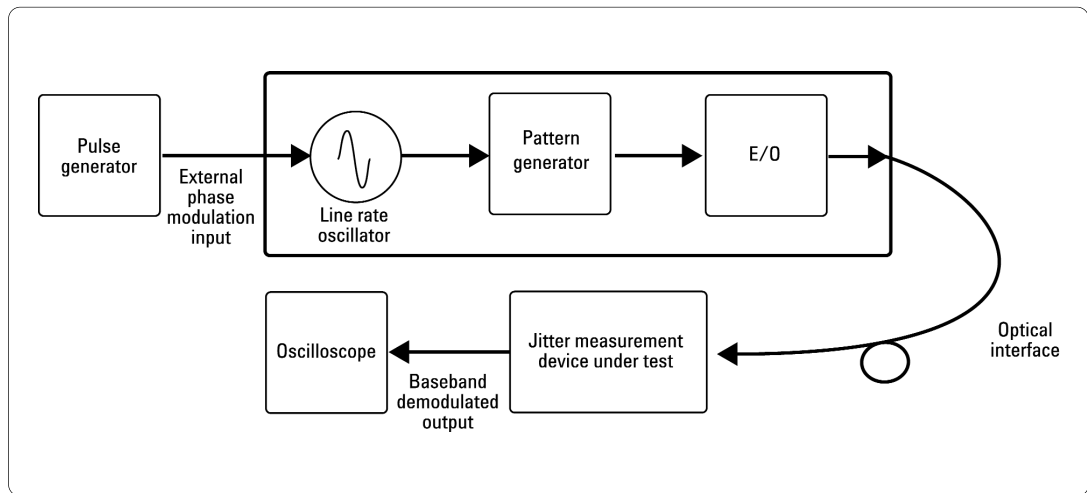 Pulse
generator
External
phase
modulation
input
Line rate
oscillator
Pattern
generator
E/O
Oscilloscope
Baseband
demodulated
output
Jitter measurement
device under test
Optical
interface